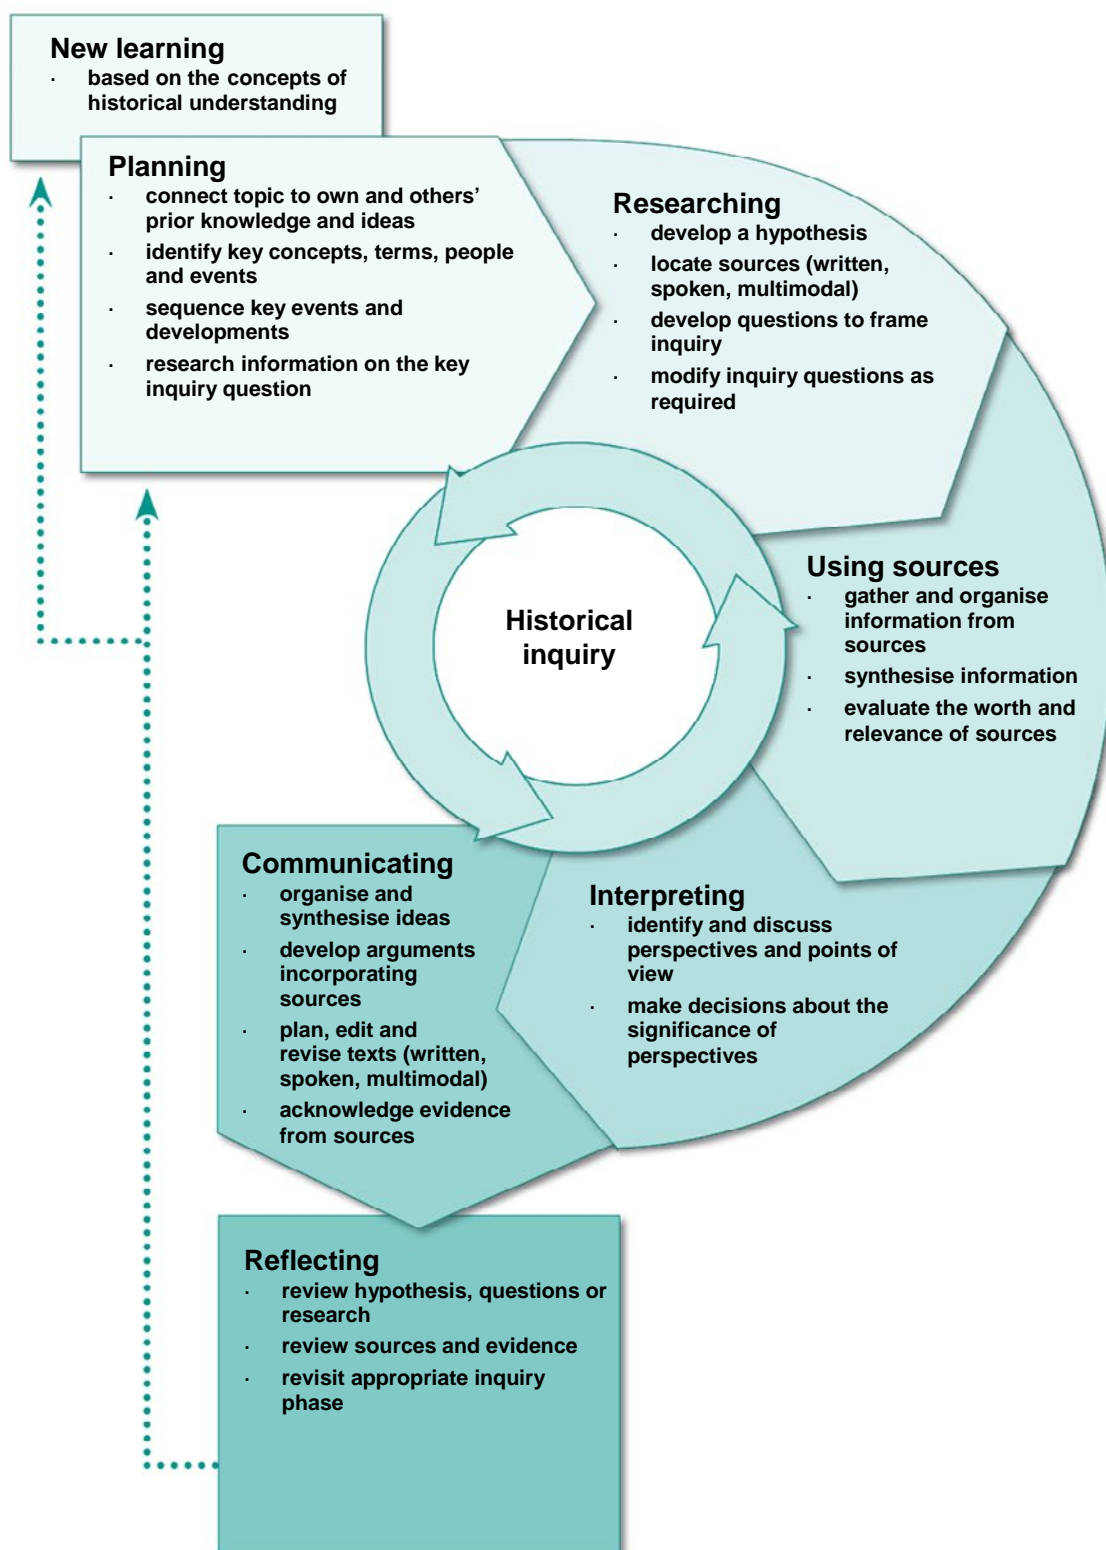 New learning
· based on the concepts of
historical understanding
Planning
· connect topic to own and others’
prior knowledge and ideas
· identify key concepts, terms, people
and events
· sequence key events and
developments
· research information on the key
inquiry question
Researching
· develop a hypothesis
· locate sources (written,
spoken, multimodal)
· develop questions to frame
inquiry
· modify inquiry questions as
required
Using sources
· gather and organise
information from
sources
· synthesise information
· evaluate the worth and
relevance of sources
Historical
inquiry
Interpreting
· identify and discuss
perspectives and points of
view
· make decisions about the
significance of
perspectives
Communicating
· organise and
synthesise ideas
· develop arguments
incorporating
sources
· plan, edit and
revise texts (written,
spoken, multimodal)
· acknowledge evidence
from sources
Reflecting
· review hypothesis, questions or
research
· review sources and evidence
· revisit appropriate inquiry
phase